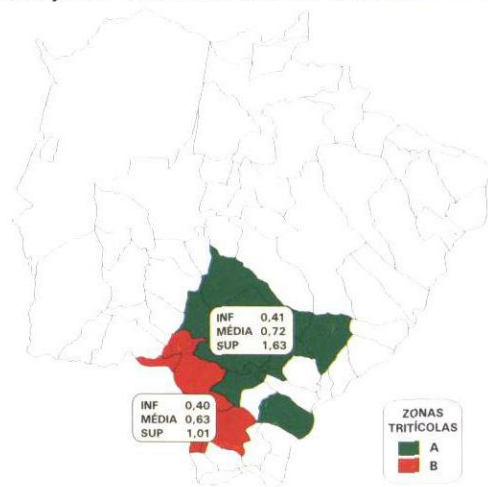 INF 0,41
MÉDIA 0,72
SUP 1,63
INF 0,40
MÉDIA 0,63
SUP 1,01
ZONAS
TRITÍCOLAS
A
B